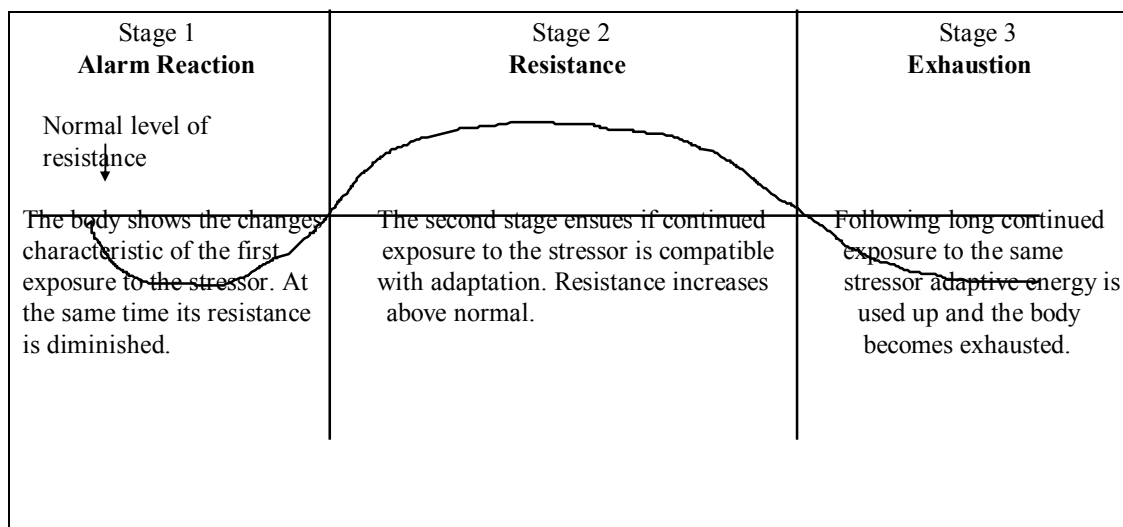 Stage 1
Alarm Reaction
Normal level of
resistance
The body shows the changes
characteristic of the first
exposure to the stressor. At
the same time its resistance
is diminished.
Stage 2
Resistance
The second stage ensues if continued
exposure to the stressor is compatible
with adaptation. Resistance increases
above normal.
Stage 3
Exhaustion
Following long continued
exposure to the same
stressor adaptive energy is
used up and the body
becomes exhausted.